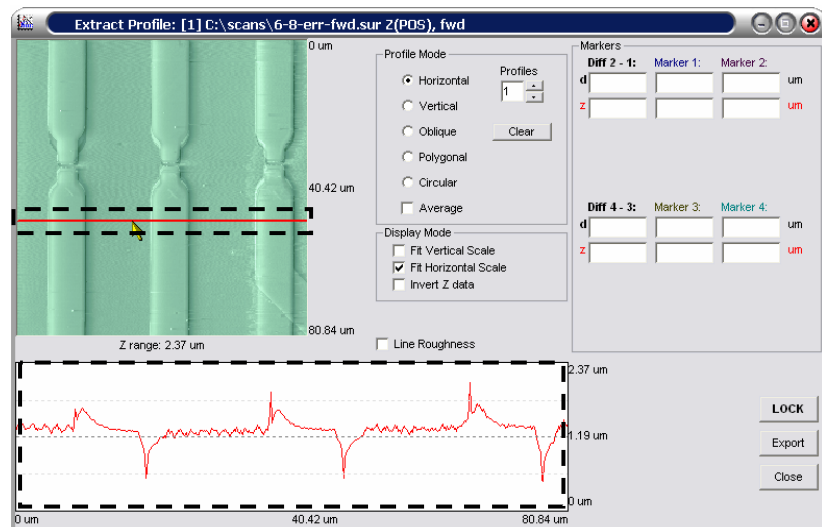 Extract Profile: [1] C:\scans\6-8-err-fwd.sur Z(POS), fwd
0 um
40.42 um
80.84 um
Z range: 2.37 um
Profile Mode
Horizontal
Vertical
Oblique
Polygonal
Circular
Average
Profiles
1
Clear
Display Mode
Fit Vertical Scale
Fit Horizontal Scale
Invert Z data
Line Roughness
Markers
Diff 2 - 1: Marker 1: Marker 2:
d um
z um
Diff 4 - 3: Marker 3: Marker 4:
d um
z um
2.37 um
1.19 um
0 um
0 um 40.42 um 80.84 um
LOCK
Export
Close